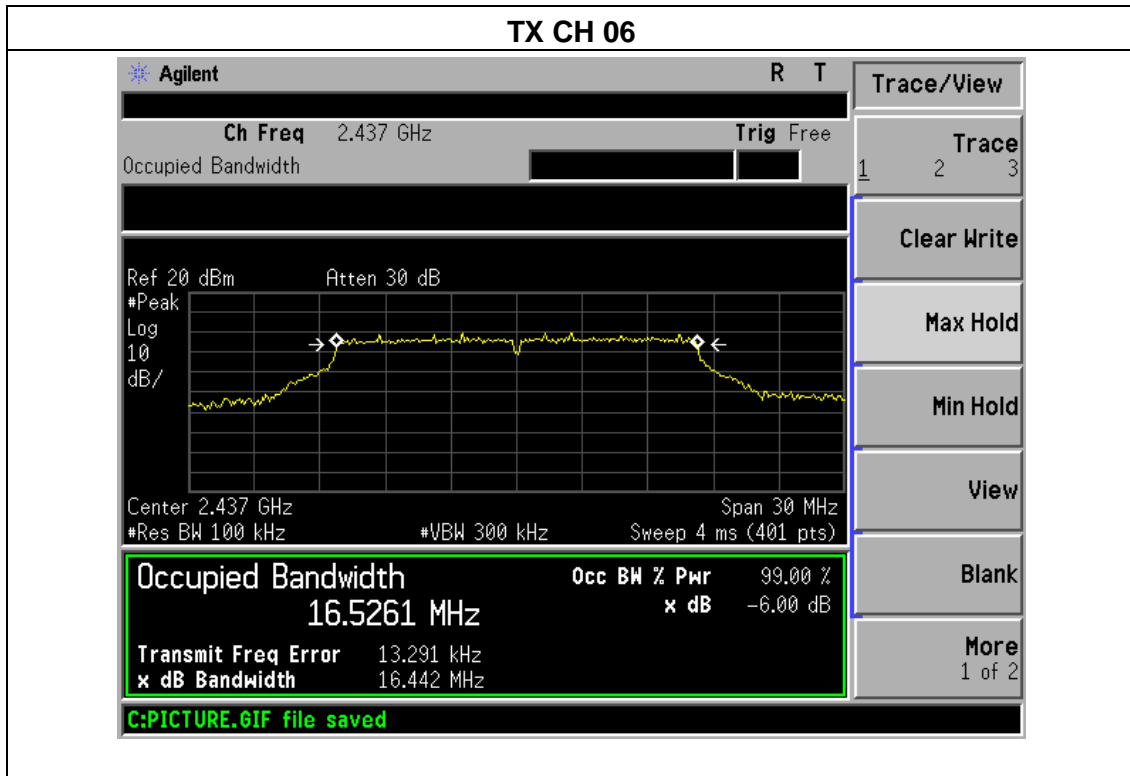 TX CH 06
Agilent R T
Trace/View
Ch Freq 2.437 GHz Trig Free
Occupied Bandwidth
Trace
1 2 3
Clear Write
Ref 20 dBm Atten 30 dB
#Peak
Log
10
dB/
Max Hold
Min Hold
View
Center 2.437 GHz Span 30 MHz
#Res BW 100 kHz #VBW 300 kHz Sweep 4 ms (401 pts)
Occupied Bandwidth
16.5261 MHz
Occ BW % Pwr 99.00 %
x dB -6.00 dB
Blank
Transmit Freq Error 13.291 kHz
x dB Bandwidth 16.442 MHz
More
1 of 2
C:PICTURE.GIF file saved